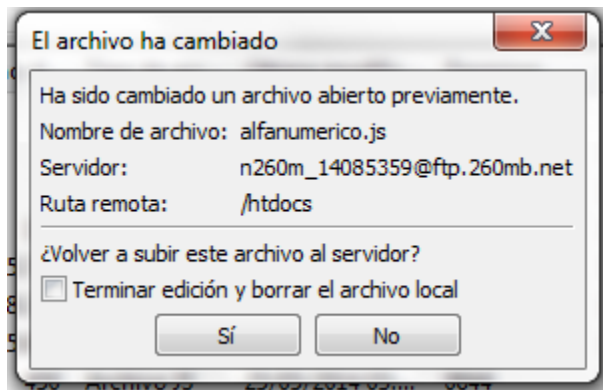 El archivo ha cambiado
Ha sido cambiado un archivo abierto previamente.
Nombre de archivo: alfanumerico.js
Servidor: n260m_14085359@ftp.260mb.net
Ruta remota: /htdocs
¿Volver a subir este archivo al servidor?
Terminar edición y borrar el archivo local
Sí No